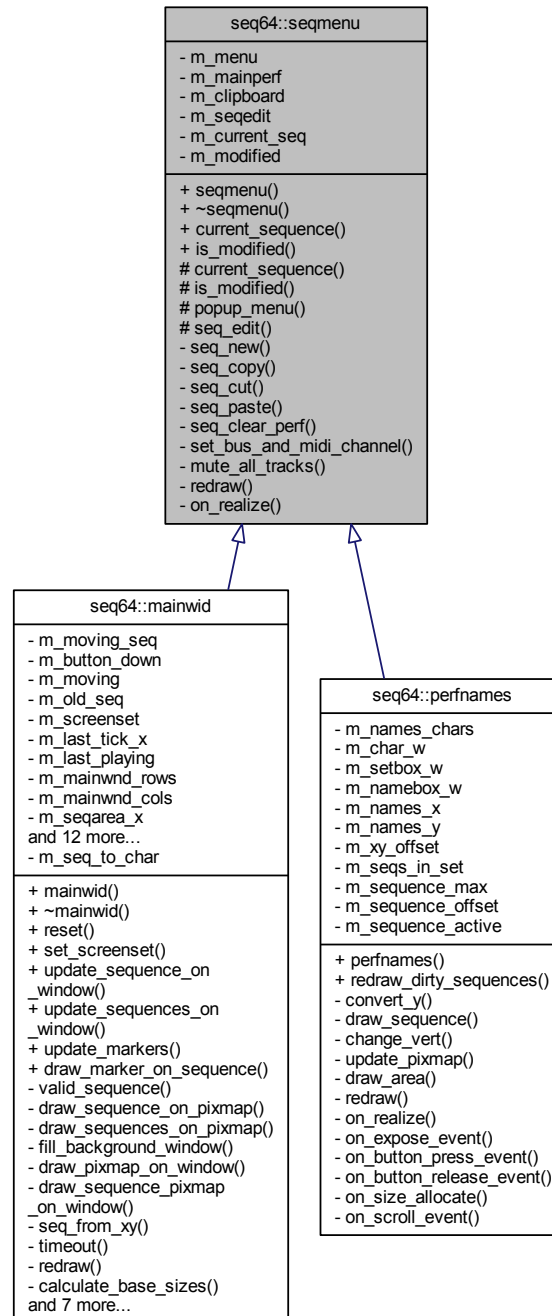 seq64::seqmenu
- m_menu
- m_mainperf
- m_clipboard
- m_seqedit
- m_current_seq
- m_modified
+ seqmenu()
+ ~seqmenu()
+ current_sequence()
+ is_modified()
# current_sequence()
# is_modified()
# popup_menu()
# seq_edit()
- seq_new()
- seq_copy()
- seq_cut()
- seq_paste()
- seq_clear_perf()
- set_bus_and_midi_channel()
- mute_all_tracks()
- redraw()
- on_realize()
seq64::mainwid
- m_moving_seq
- m_button_down
- m_moving
- m_old_seq
- m_screenset
- m_last_tick_x
- m_last_playing
- m_mainwnd_rows
- m_mainwnd_cols
- m_seqarea_x
and 12 more...
- m_seq_to_char
+ mainwid()
+ ~mainwid()
+ reset()
+ set_screenset()
+ update_sequence_on
_window()
+ update_sequences_on
_window()
+ update_markers()
+ draw_marker_on_sequence()
- valid_sequence()
- draw_sequence_on_pixmap()
- draw_sequences_on_pixmap()
- fill_background_window()
- draw_pixmap_on_window()
- draw_sequence_pixmap
_on_window()
- seq_from_xy()
- timeout()
- redraw()
- calculate_base_sizes()
and 7 more...
seq64::perfnames
- m_names_chars
- m_char_w
- m_setbox_w
- m_namebox_w
- m_names_x
- m_names_y
- m_xy_offset
- m_seqs_in_set
- m_sequence_max
- m_sequence_offset
- m_sequence_active
+ perfnames()
+ redraw_dirty_sequences()
- convert_y()
- draw_sequence()
- change_vert()
- update_pixmap()
- draw_area()
- redraw()
- on_realize()
- on_expose_event()
- on_button_press_event()
- on_button_release_event()
- on_size_allocate()
- on_scroll_event()